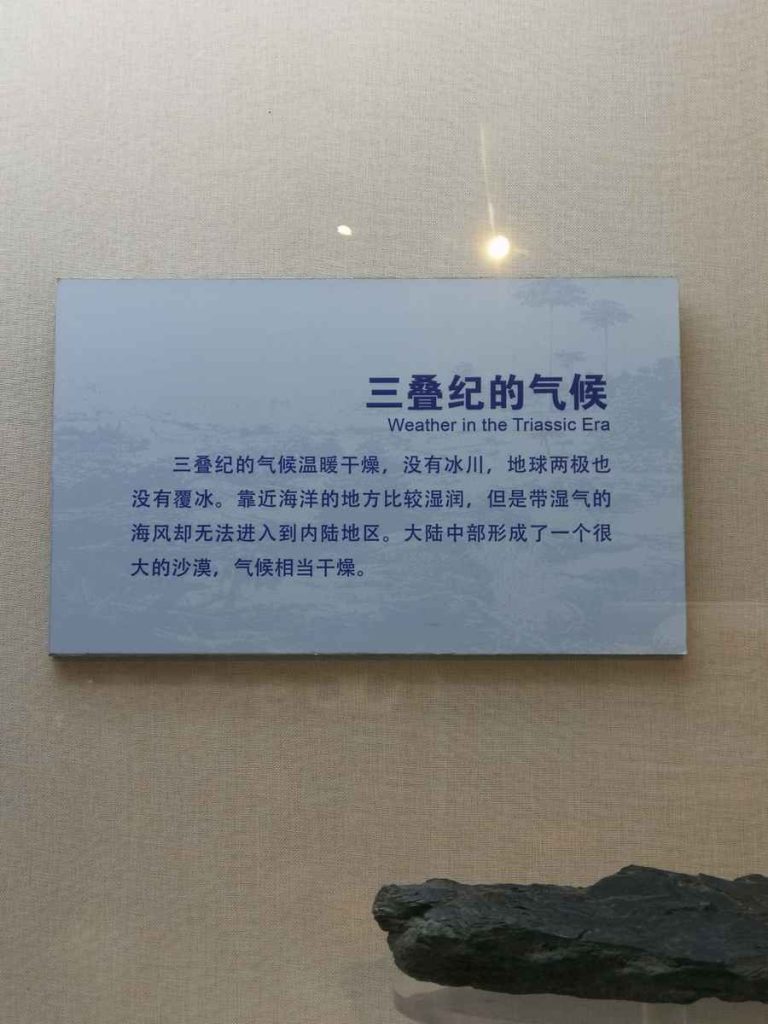 三叠纪的气候
Weather in the Triassic Era
三叠纪的气候温暖干燥，没有冰川，地球两极也
没有覆冰。靠近海洋的地方比较湿润，但是带湿气的
海风却无法进入到内陆地区。大陆中部形成了一个很
大的沙漠，气候相当干燥。